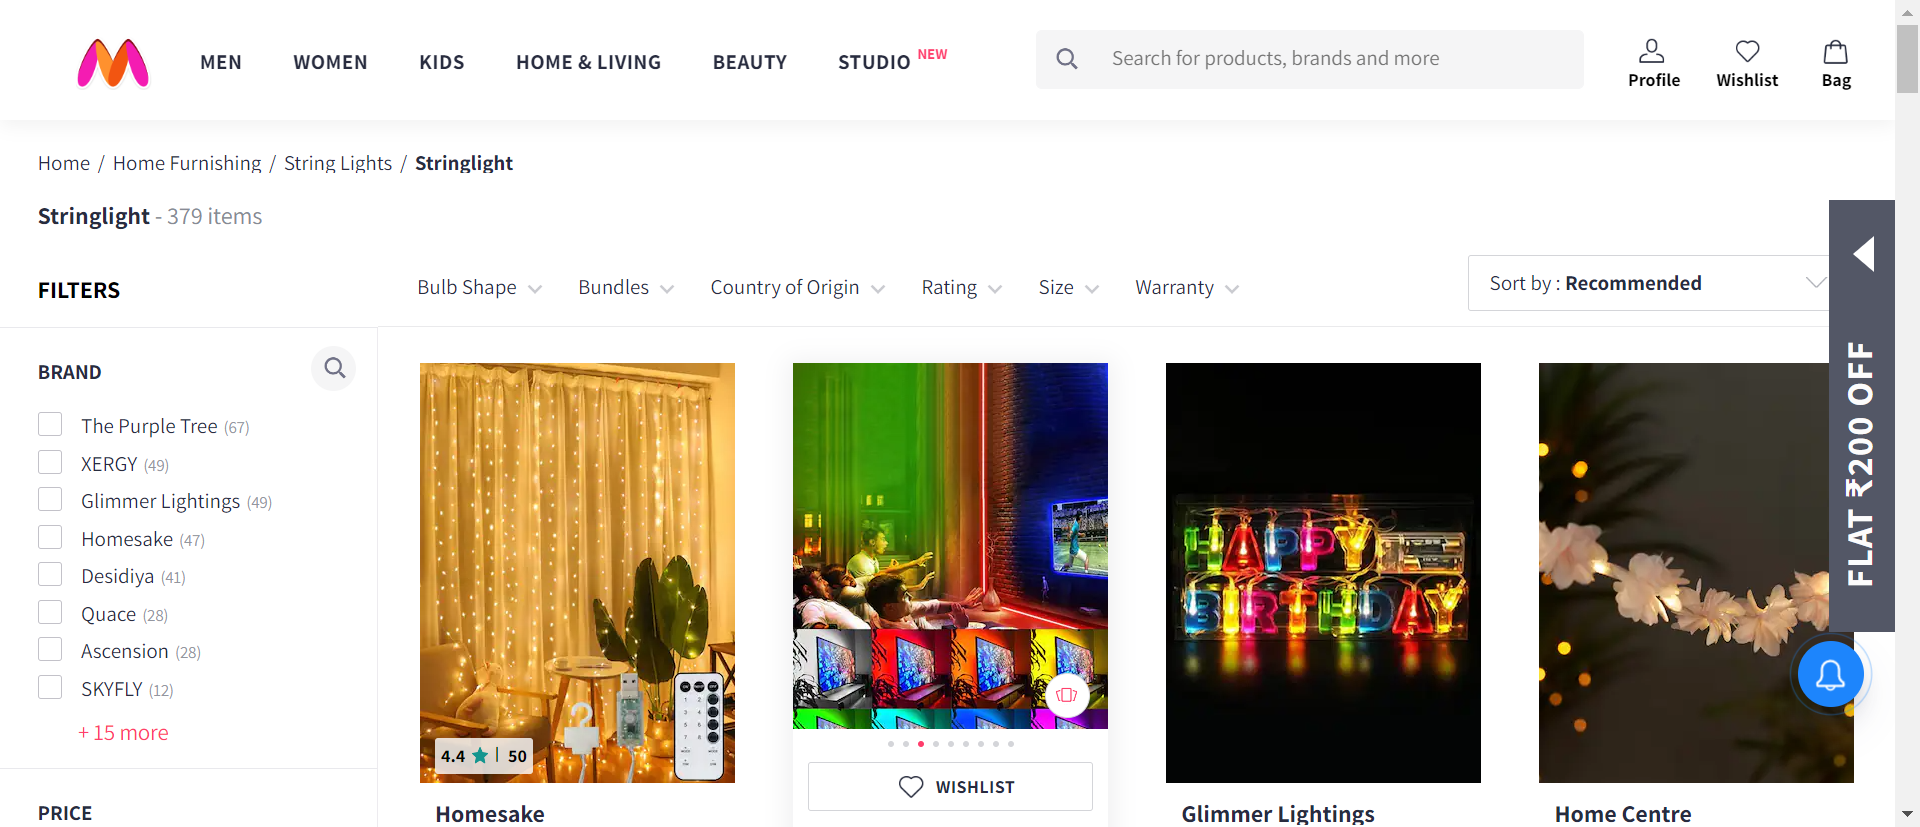 MEN WOMEN KIDS HOME & LIVING BEAUTY STUDIO NEW
Search for products, brands and more
Profile Wishlist Bag
Home / Home Furnishing / String Lights / Stringlight
Stringlight - 379 items
FILTERS
Bulb Shape Bundles Country of Origin Rating Size Warranty
Sort by : Recommended
FLAT ₹200 OFF
BRAND
The Purple Tree (67)
XERGY (49)
Glimmer Lightings (49)
Homesake (47)
Desidiya (41)
Quace (28)
Ascension (28)
SKYFLY (12)
+ 15 more
PRICE
4.4 | 50
Homesake
WISHLIST
HAPPY
BIRTHDAY
Glimmer Lightings
Home Centre